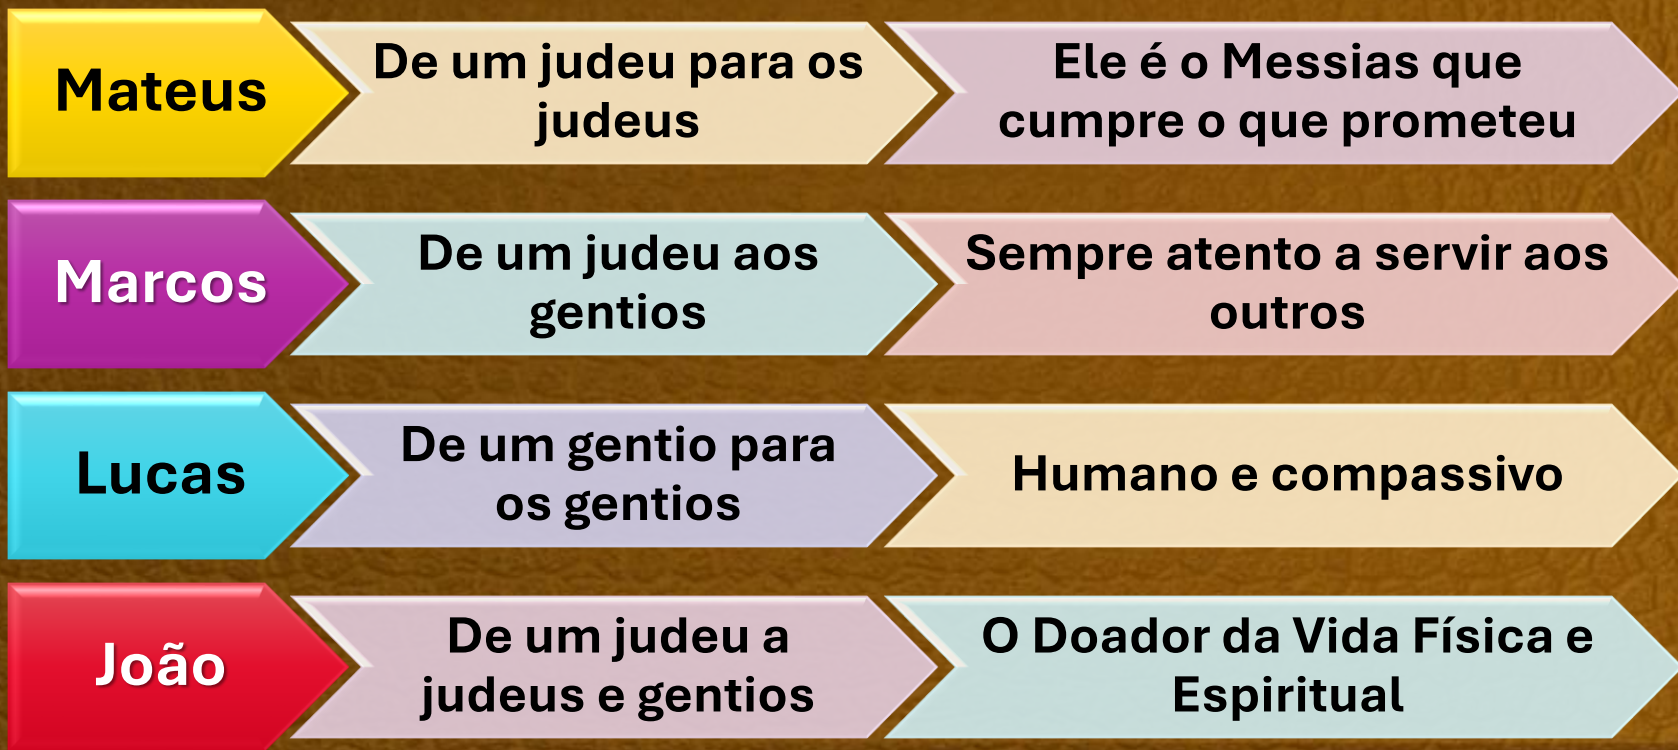 Mateus
De um judeu para os
judeus
Ele é o Messias que
cumpre o que prometeu
Marcos
De um judeu aos
gentios
Sempre atento a servir aos
outros
Lucas
De um gentio para
os gentios
Humano e compassivo
João
De um judeu a
judeus e gentios
O Doador da Vida Física e
Espiritual